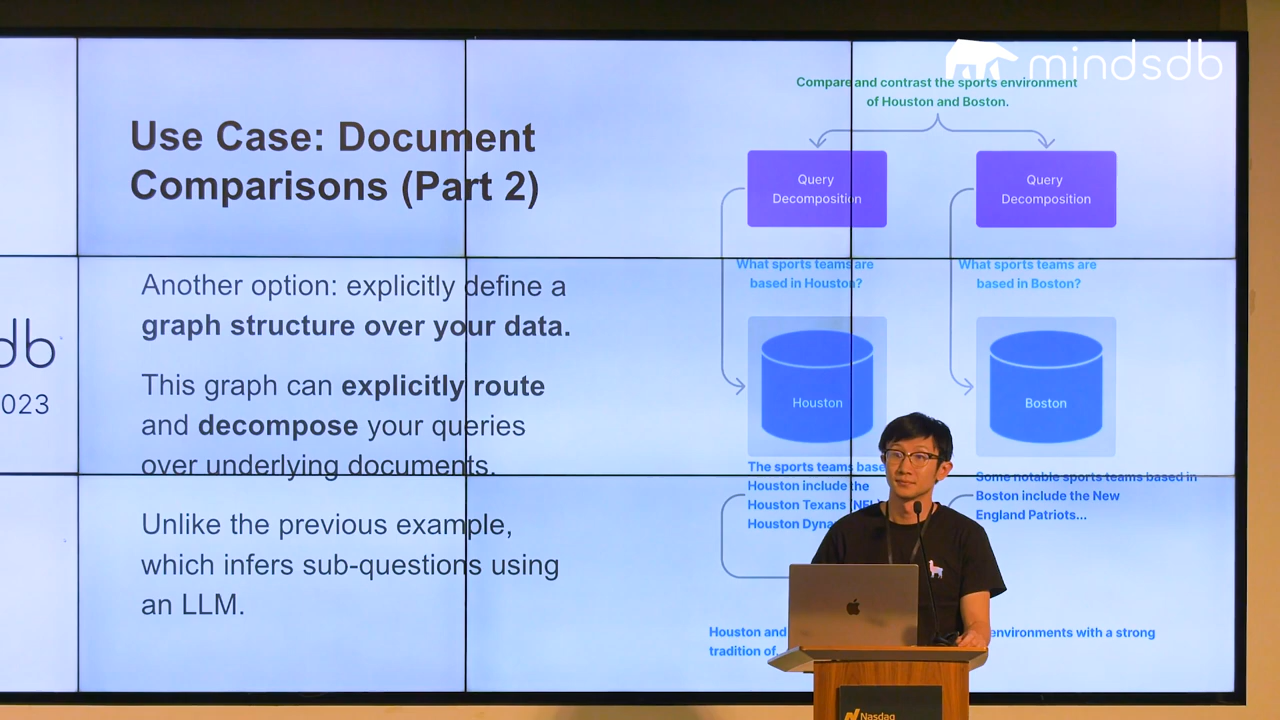 mindsdb
Compare and contrast the sports environment
of Houston and Boston.
Use Case: Document
Comparisons (Part 2)
Another option: explicitly define a
graph structure over your data.
This graph can explicitly route
and decompose your queries
over underlying documents.
Unlike the previous example,
which infers sub-questions using
an LLM.
db
023
Query
Decomposition
Query
Decomposition
What sports teams are
based in Houston?
What sports teams are
based in Boston?
Houston
Boston
The sports teams base
Houston include the
Houston Texans (NFL
Houston Dyna
Some notable sports teams based in
Boston include the New
England Patriots...
Houston and
tradition of..
environments with a strong
Nasdaq